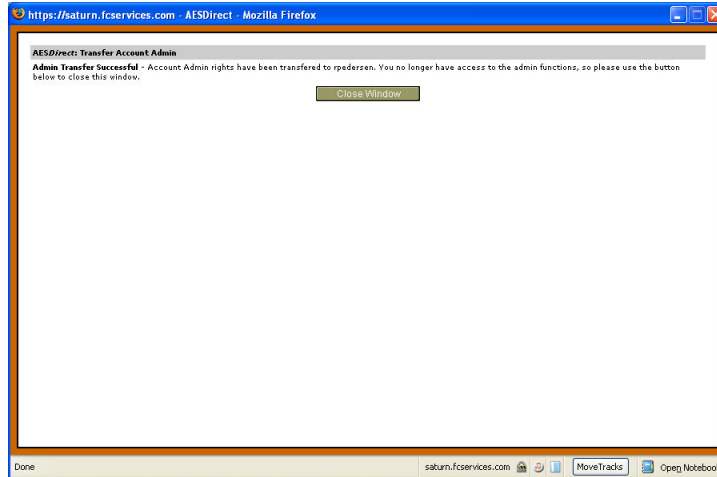 https://saturn.fcservices.com - AESDirect - Mozilla Firefox
AESDirect: Transfer Account Admin
Admin Transfer Successful - Account Admin rights have been transfered to rpedersen. You no longer have access to the admin functions, so please use the button
below to close this window.
Close Window
Done saturn.fcservices.com MoveTracks Open Noteboo